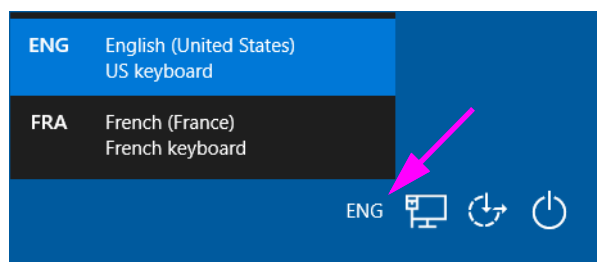 ENG English (United States)
US keyboard
FRA French (France)
French keyboard
ENG